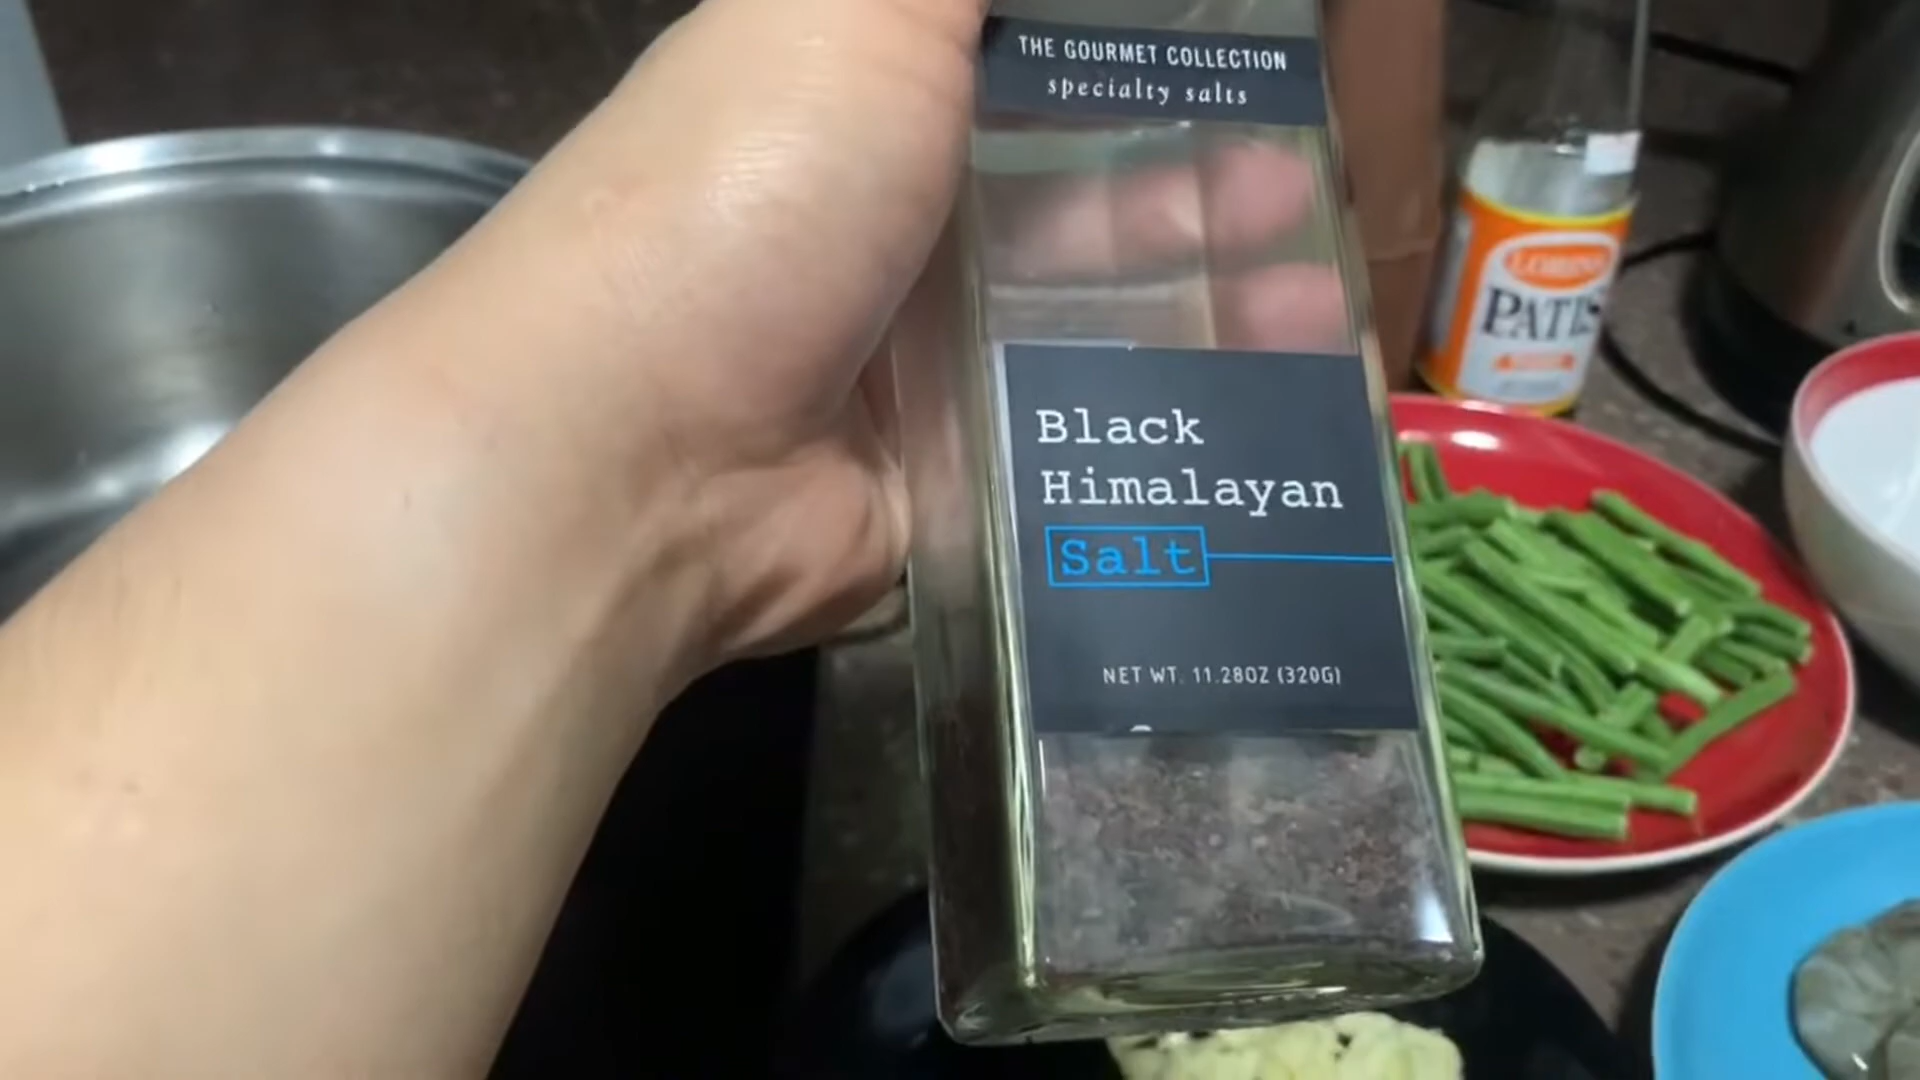 THE GOURMET COLLECTION
specialty salts
Black
Himalayan
Salt
NET WT. 11.28OZ (320G)
PATIS